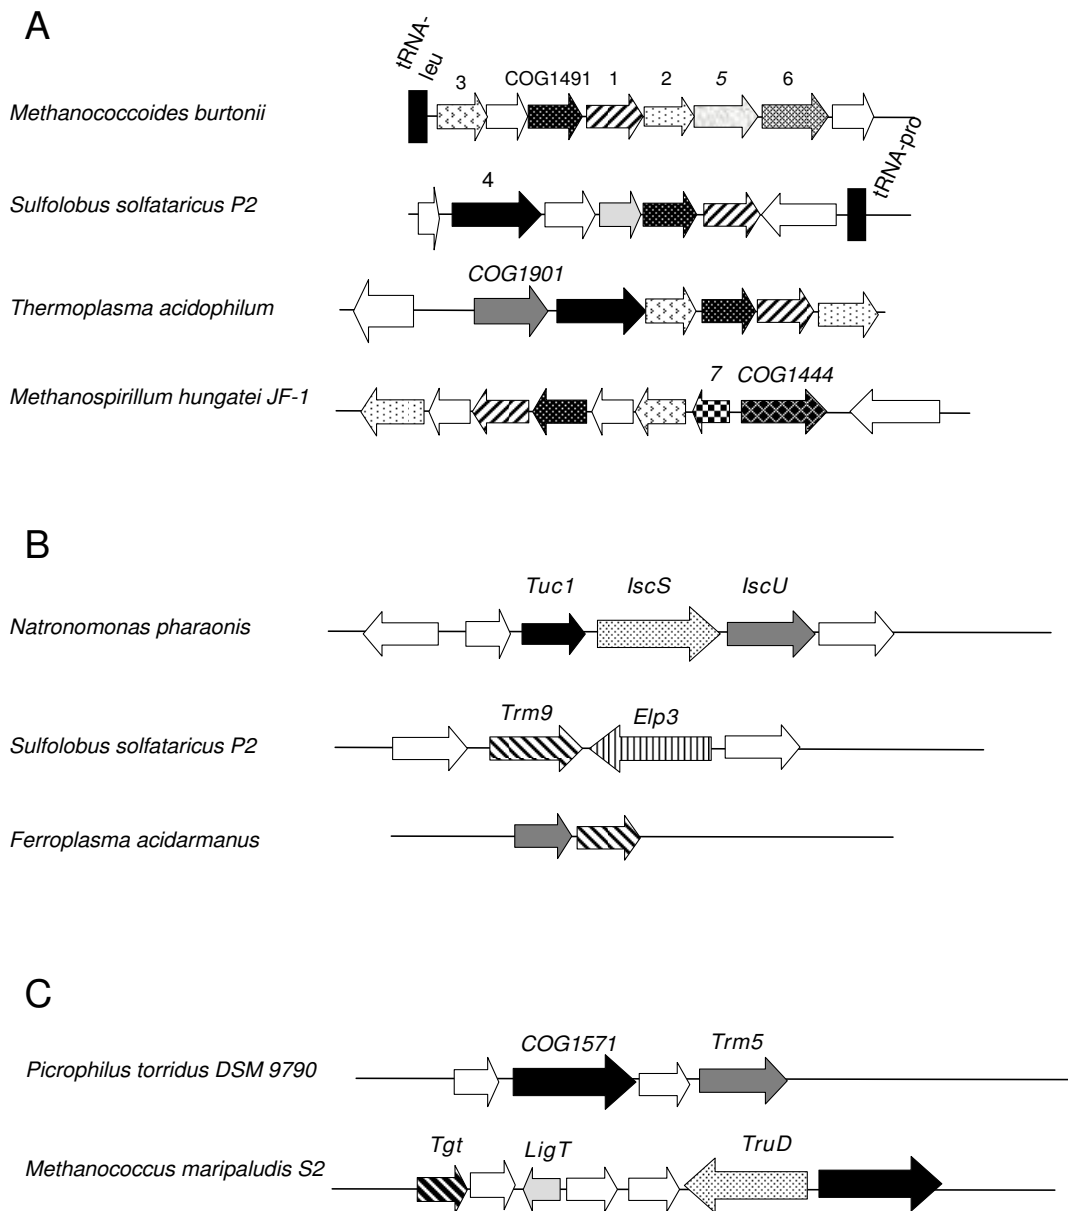 A
tRNA-
leu
3 COG1491 1 2 5 6
Methanococcoides burtonii
tRNA-pro
4
Sulfolobus solfataricus P2
COG1901
Thermoplasma acidophilum
7 COG1444
Methanospirillum hungatei JF-1
B
Tuc1 IscS IscU
Natronomonas pharaonis
Trm9 Elp3
Sulfolobus solfataricus P2
Ferroplasma acidarmanus
C
COG1571 Trm5
Picrophilus torridus DSM 9790
Tgt LigT TruD
Methanococcus maripaludis S2